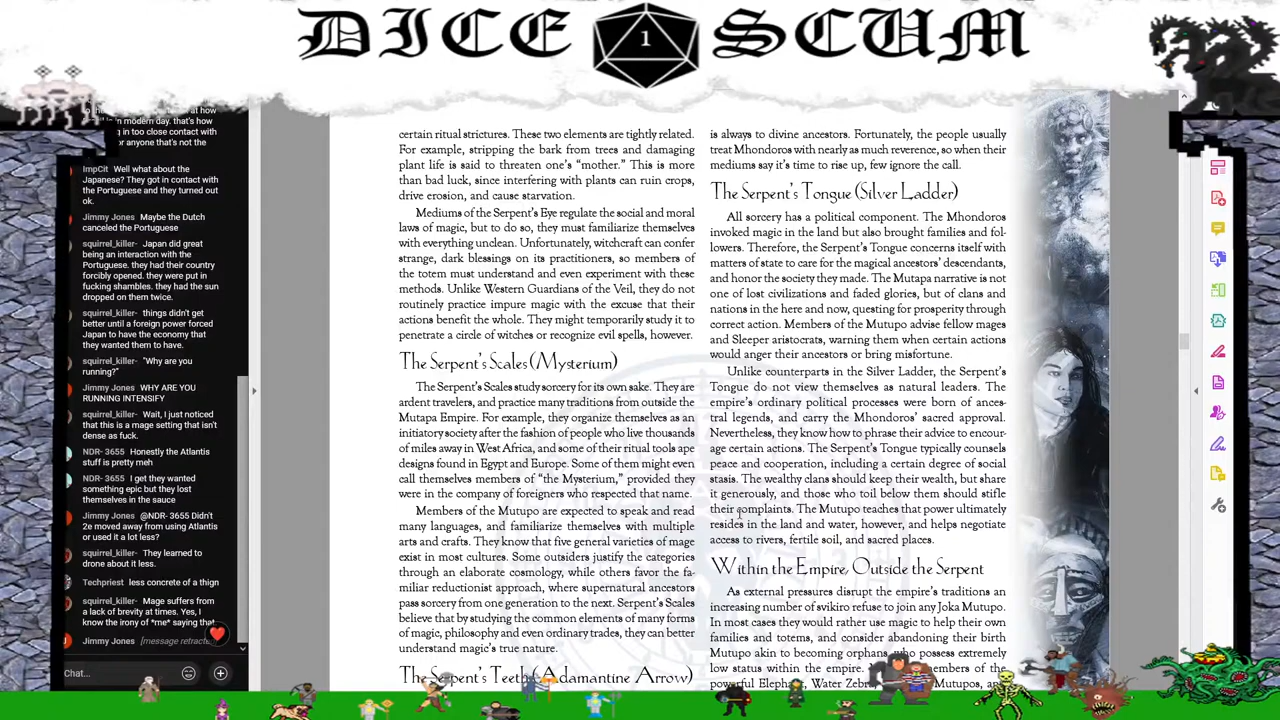 DICE 1 SCUM
in modern day. that's how
in too close contact with
or anyone that's not the
ImpCit Well what about the
Japanese? They got in contact with
the Portuguese and they turned out
ok.
Jimmy Jones Maybe the Dutch
canceled the Portuguese
squirrel_killer- Japan did great
being an interaction with the
Portuguese. they had their country
forcibly opened. they were put in
fucking shambles. they had the sun
dropped on them twice.
squirrel_killer- things didn't get
better until a foreign power forced
Japan to have the economy that
they wanted them to have.
squirrel_killer- "Why are you
running?"
Jimmy Jones WHY ARE YOU
RUNNING INTENSIFY
squirrel_killer- Wait, I just noticed
that this is a mage setting that isn't
dense as fuck.
NDR- 3655 Honestly the Atlantis
stuff is pretty meh
NDR- 3655 I get they wanted
something epic but they lost
themselves in the sauce
Jimmy Jones @NDR- 3655 Didn't
2e moved away from using Atlantis
or used it a lot less?
squirrel_killer- They learned to
drone about it less.
Techpriest less concrete of a thign
squirrel_killer- Mage suffers from
a lack of brevity at times. Yes, I
know the irony of *me* saying that
Jimmy Jones [message retracte
Chat...
certain ritual strictures. These two elements are tightly related.
For example, stripping the bark from trees and damaging
plant life is said to threaten one's “mother.” This is more
than bad luck, since interfering with plants can ruin crops,
drive erosion, and cause starvation.
Mediums of the Serpent's Eye regulate the social and moral
laws of magic, but to do so, they must familiarize themselves
with everything unclean. Unfortunately, witchcraft can confer
strange, dark blessings on its practitioners, so members of
the totem must understand and even experiment with these
methods. Unlike Western Guardians of the Veil, they do not
routinely practice impure magic with the excuse that their
actions benefit the whole. They might temporarily study it to
penetrate a circle of witches or recognize evil spells, however.
The Serpent's Scales (Mysterium)
The Serpent's Scales study sorcery for its own sake. They are
ardent travelers, and practice many traditions from outside the
Mutapa Empire. For example, they organize themselves as an
initiatory society after the fashion of people who live thousands
of miles away in West Africa, and some of their ritual tools ape
designs found in Egypt and Europe. Some of them might even
call themselves members of “the Mysterium,” provided they
were in the company of foreigners who respected that name.
Members of the Mutupo are expected to speak and read
many languages, and familiarize themselves with multiple
arts and crafts. They know that five general varieties of mage
exist in most cultures. Some outsiders justify the categories
through an elaborate cosmology, while others favor the fa-
miliar reductionist approach, where supernatural ancestors
pass sorcery from one generation to the next. Serpent's Scales
believe that by studying the common elements of many forms
of magic, philosophy and even ordinary trades, they can better
understand magic's true nature.
The Serpent's Teeth (Adamantine Arrow)
is always to divine ancestors. Fortunately, the people usually
treat Mhondoros with nearly as much reverence, so when their
mediums say it's time to rise up, few ignore the call.
The Serpent's Tongue (Silver Ladder)
All sorcery has a political component. The Mhondoros
invoked magic in the land but also brought families and fol-
lowers. Therefore, the Serpent's Tongue concerns itself with
matters of state to care for the magical ancestors' descendants,
and honor the society they made. The Mutapa narrative is not
one of lost civilizations and faded glories, but of clans and
nations in the here and now, questing for prosperity through
correct action. Members of the Mutupo advise fellow mages
and Sleeper aristocrats, warning them when certain actions
would anger their ancestors or bring misfortune.
Unlike counterparts in the Silver Ladder, the Serpent's
Tongue do not view themselves as natural leaders. The
empire's ordinary political processes were born of ances-
tral legends, and carry the Mhondoros' sacred approval.
Nevertheless, they know how to phrase their advice to encour-
age certain actions. The Serpent's Tongue typically counsels
peace and cooperation, including a certain degree of social
stasis. The wealthy clans should keep their wealth, but share
it generously, and those who toil below them should stifle
their complaints. The Mutupo teaches that power ultimately
resides in the land and water, however, and helps negotiate
access to rivers, fertile soil, and sacred places.
Within the Empire, Outside the Serpent
As external pressures disrupt the empire's traditions an
increasing number of svikiro refuse to join any Joka Mutupo.
In most cases they would rather use magic to help their own
families and totems, and consider abandoning their birth
Mutupo akin to becoming orphans, who possess extremely
low status within the empire. members of the
powerful Elepha Water Zebra, Mutupos, a